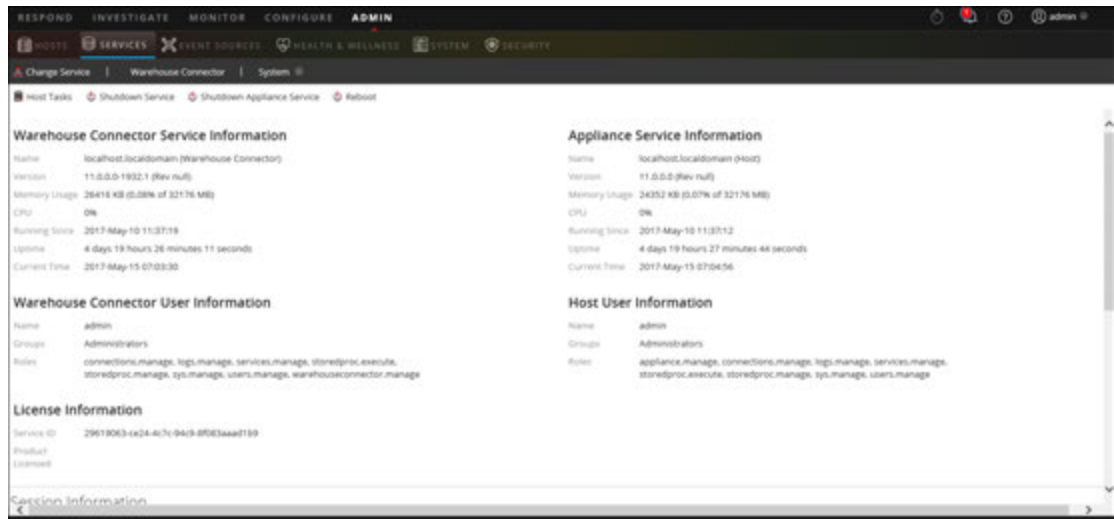 RESPOND INVESTIGATE MONITOR CONFIGURE ADMIN admin
HOSTS SERVICES EVENT SOURCES HEALTH & WELLNESS SYSTEM SECURITY
Change Service | Warehouse Connector | System
Host Tasks Shutdown Service Shutdown Appliance Service Reboot
Warehouse Connector Service Information
Name localhost.localdomain (Warehouse Connector)
Version 11.0.0.0-1932.1 (Rev null)
Memory Usage 26416 KB (0.08% of 32176 MB)
CPU 0%
Running Since 2017-May-10 11:37:19
Uptime 4 days 19 hours 26 minutes 11 seconds
Current Time 2017-May-15 07:03:30
Appliance Service Information
Name localhost.localdomain (Host)
Version 11.0.0.0 (Rev null)
Memory Usage 24352 KB (0.07% of 32176 MB)
CPU 0%
Running Since 2017-May-10 11:37:12
Uptime 4 days 19 hours 27 minutes 44 seconds
Current Time 2017-May-15 07:04:56
Warehouse Connector User Information
Name admin
Groups Administrators
Roles connections.manage, logs.manage, services.manage, storedproc.execute,
storedproc.manage, sys.manage, users.manage, warehouseconnector.manage
Host User Information
Name admin
Groups Administrators
Roles appliance.manage, connections.manage, logs.manage, services.manage,
storedproc.execute, storedproc.manage, sys.manage, users.manage
License Information
Service ID
Product
Licensed
Session Information